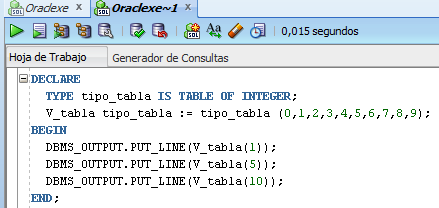 Oraclexe Oraclexe~1
0,015 segundos
Hoja de Trabajo Generador de Consultas
DECLARE
TYPE tipo_tabla IS TABLE OF INTEGER;
V_tabla tipo_tabla := tipo_tabla (0,1,2,3,4,5,6,7,8,9);
BEGIN
DBMS_OUTPUT.PUT_LINE(V_tabla(1));
DBMS_OUTPUT.PUT_LINE(V_tabla(5));
DBMS_OUTPUT.PUT_LINE(V_tabla(10));
END;